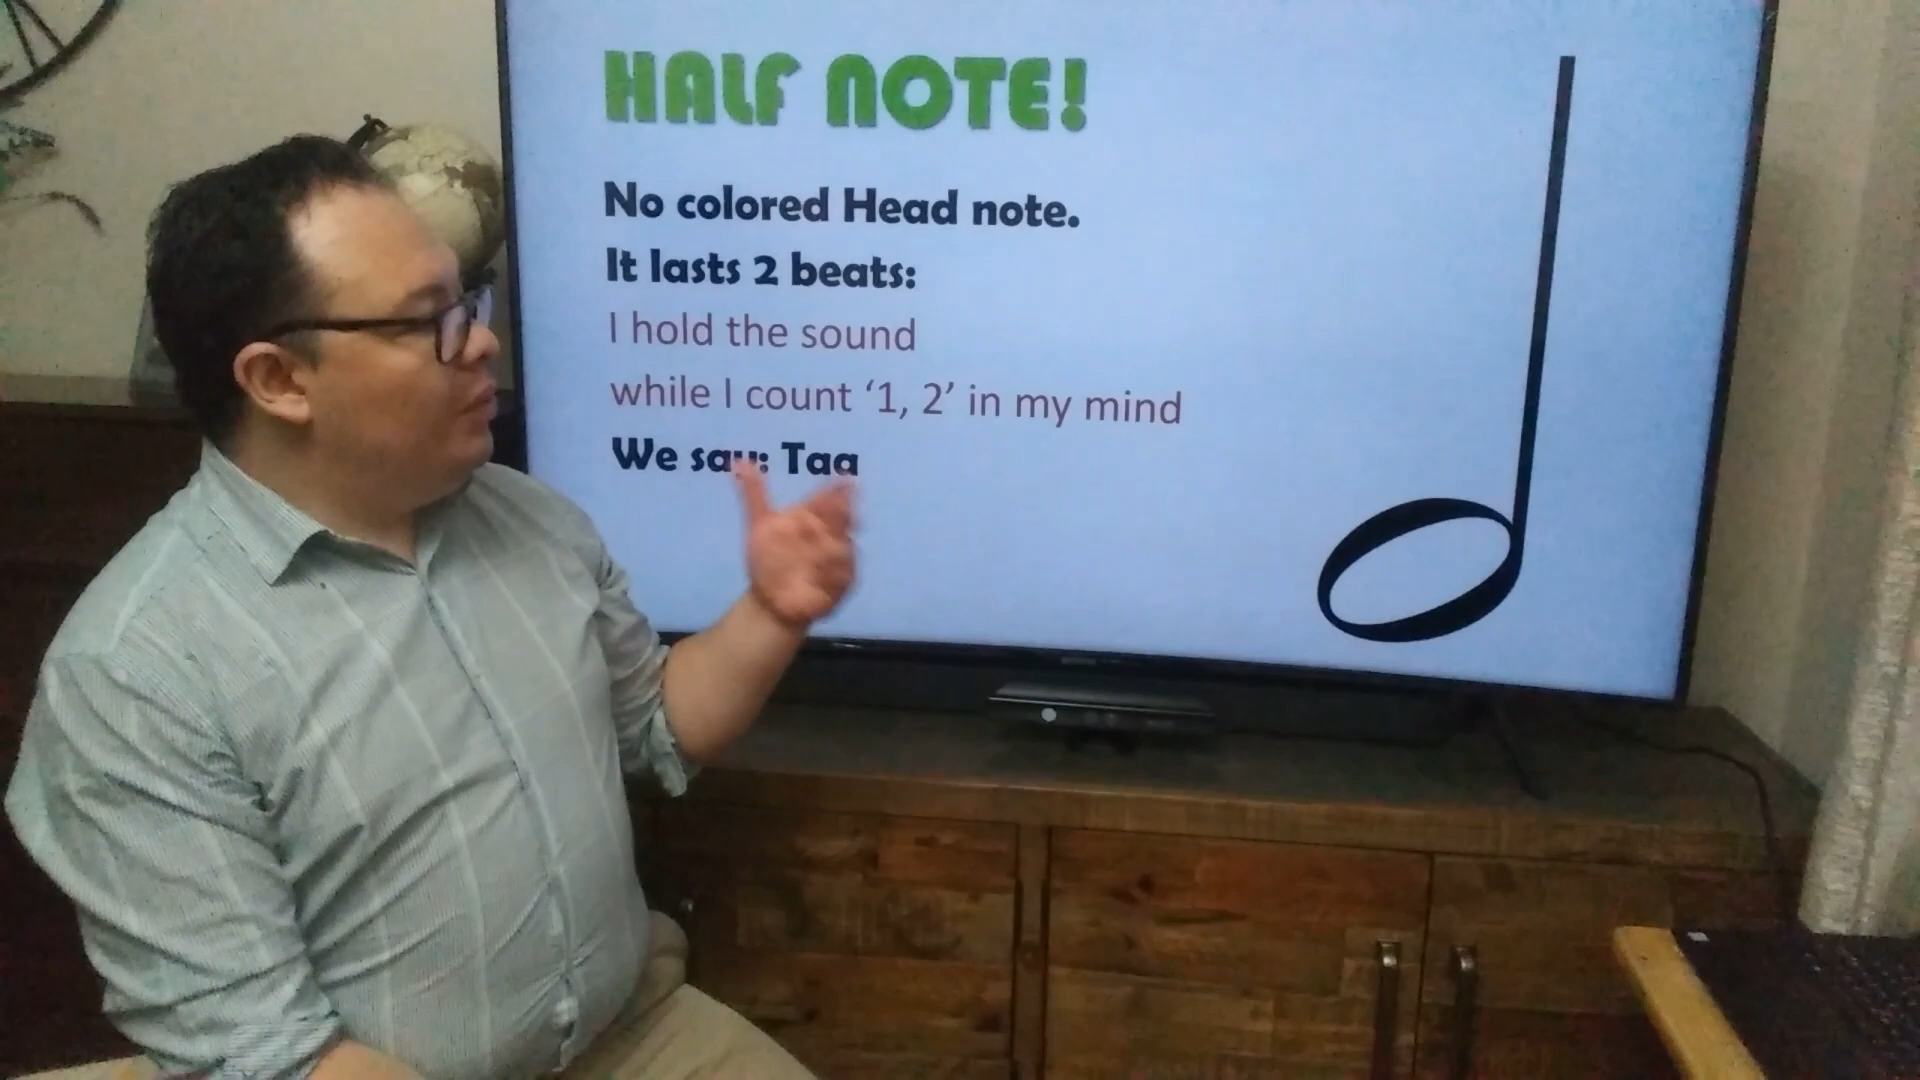 HALF NOTE!
No colored Head note.
It lasts 2 beats:
I hold the sound
while I count ‘1, 2’ in my mind
We say: Taa